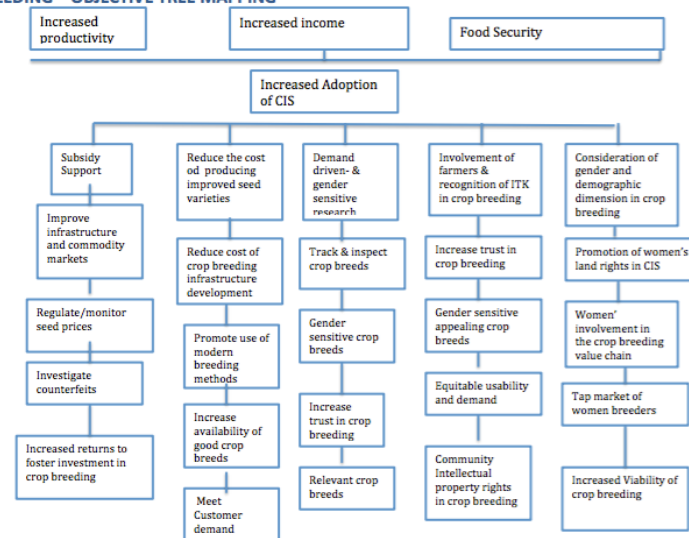 EEDING – OBJECTIVE TREE MAPPING
Increased
productivity
Increased income
Food Security
Increased Adoption
of CIS
Subsidy
Support
Improve
infrastructure
and commodity
markets
Regulate/monitor
seed prices
Investigate
counterfeits
Increased returns to
foster investment in
crop breeding
Reduce the cost
od producing
improved seed
varieties
Reduce cost of
crop breeding
infrastructure
development
Promote use of
modern
breeding
methods
Increase
availability of
good crop
breeds
Meet
Customer
demand
Demand
driven- &
gender
sensitive
research
Track & inspect
crop breeds
Gender
sensitive crop
breeds
Increase
trust in crop
breeding
Relevant crop
breeds
Involvement of
farmers &
recognition of ITK
in crop breeding
Increase trust in
crop breeding
Gender sensitive
appealing crop
breeds
Equitable usability
and demand
Community
Intellectual
property rights
in crop breeding
Consideration of
gender and
demographic
dimension in crop
breeding
Promotion of women's
land rights in CIS
Women'
involvement in
the crop breeding
value chain
Tap market of
women breeders
Increased Viability of
crop breeding